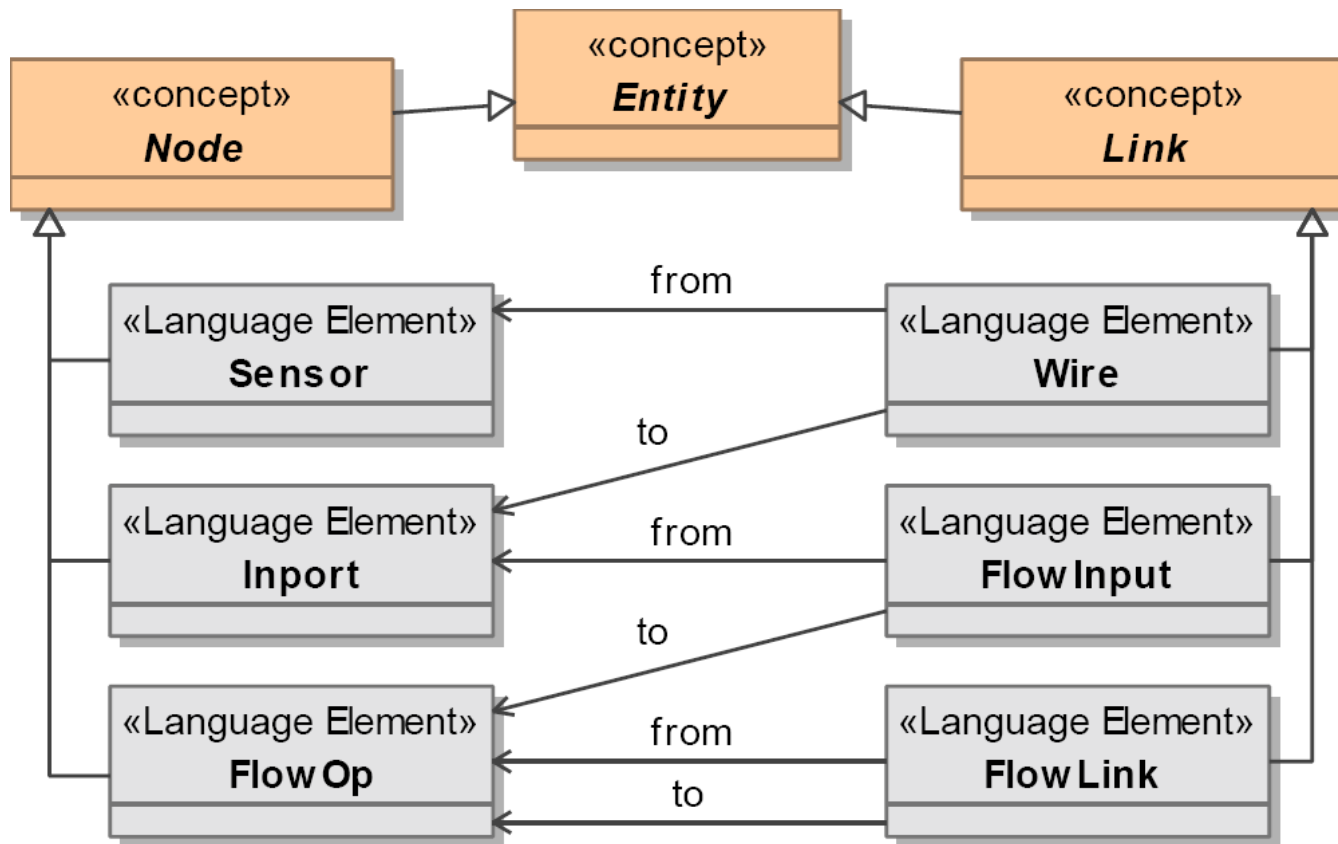 «concept»
Node
«concept»
Entity
«concept»
Link
«Language Element»
Sensor
from
«Language Element»
Wire
to
«Language Element»
Inport
from
«Language Element»
FlowInput
to
«Language Element»
FlowOp
from
to
«Language Element»
FlowLink